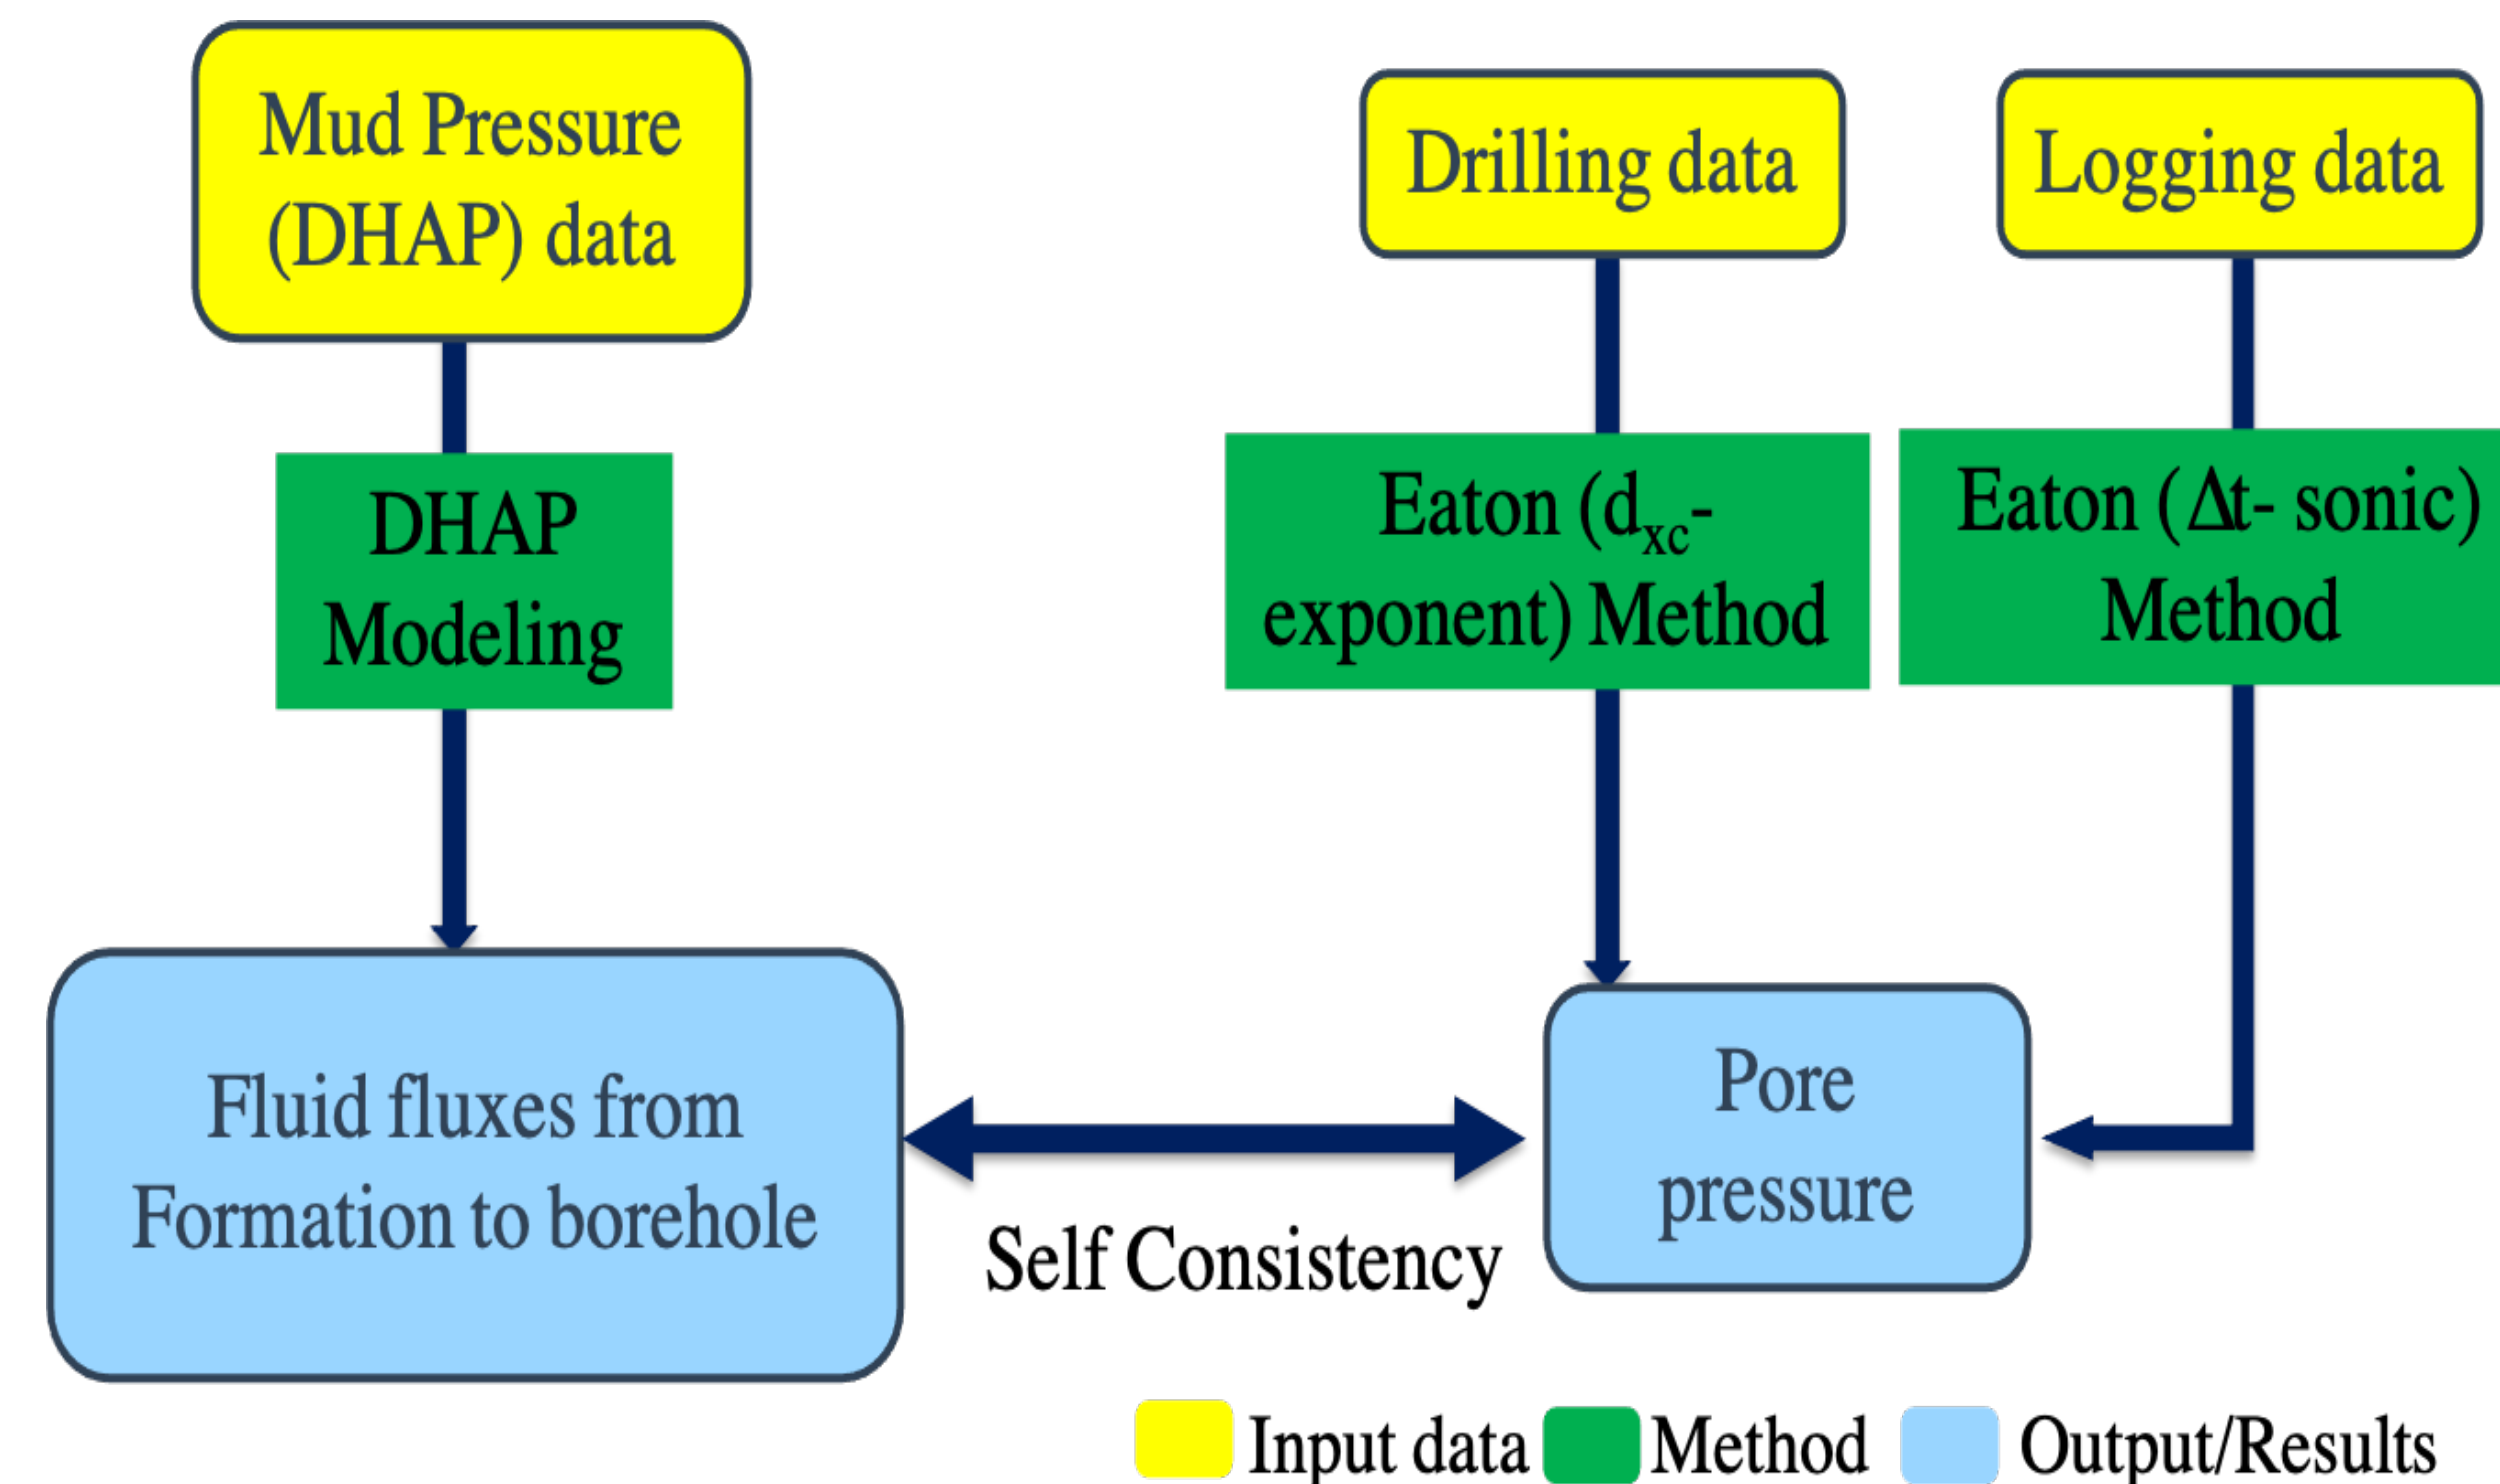 Mud Pressure
(DHAP) data
Drilling data
Logging data
DHAP
Modeling
Eaton (dxc-
exponent) Method
Eaton (Δt- sonic)
Method
Fluid fluxes from
Formation to borehole
Self Consistency
Pore
pressure
Input data
Method
Output/Results